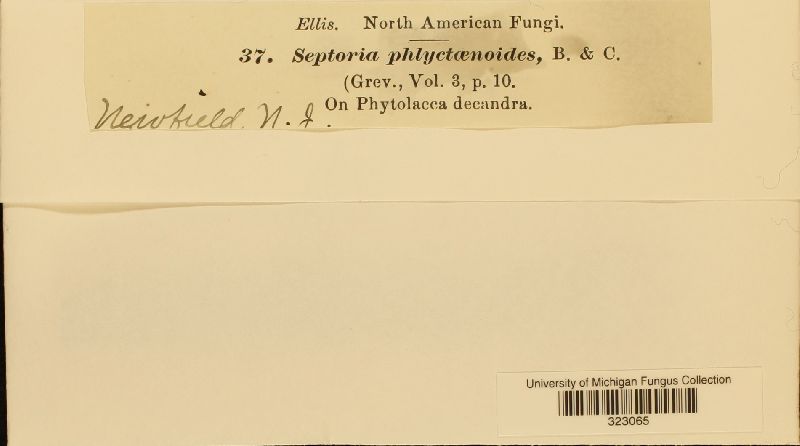 Ellis. North American Fungi.
37. Septoria phlyctœnoides, B. & C.
(Grev., Vol. 3, p. 10.
On Phytolacca decandra.
Newfield. N. J.
University of Michigan Fungus Collection
323065